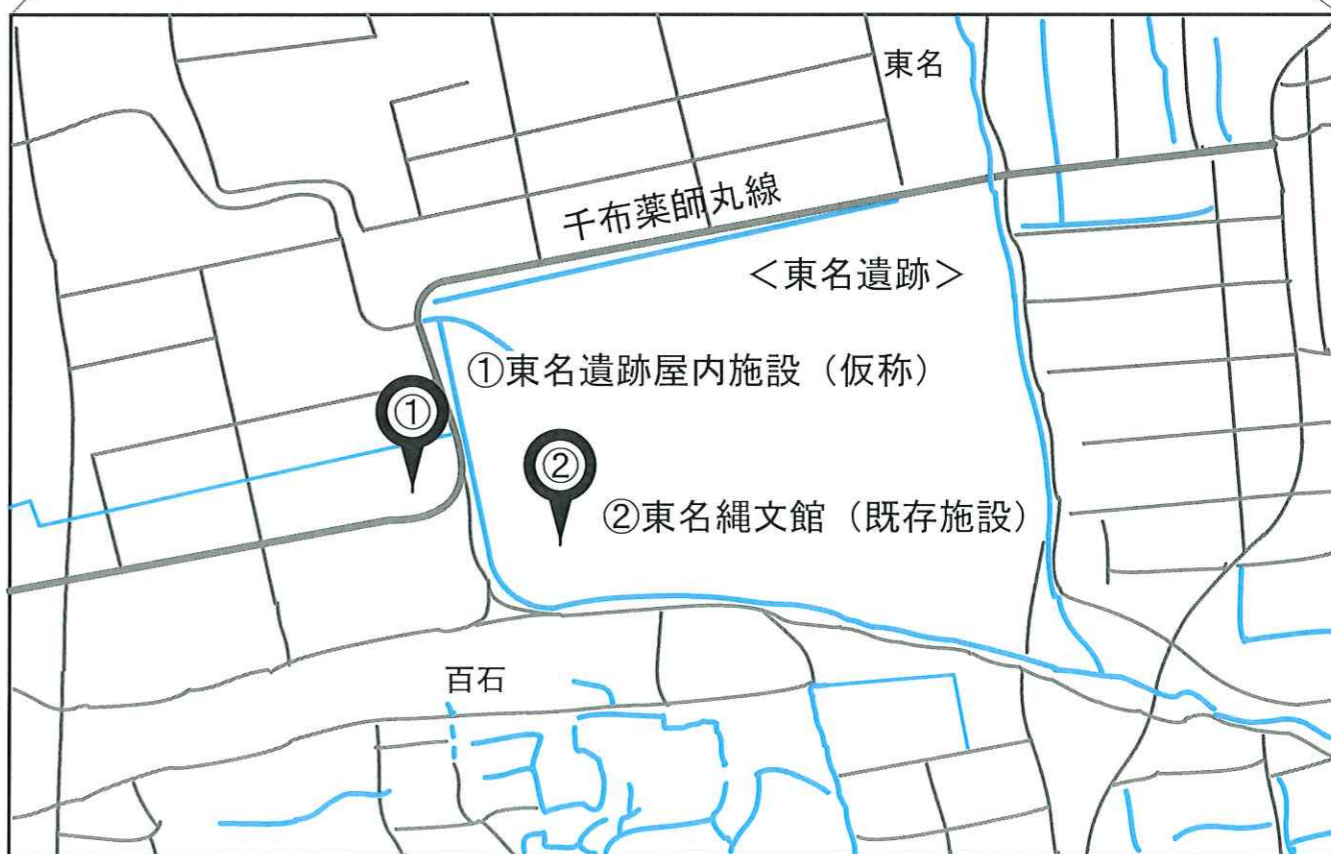 東名
千布薬師丸線
＜東名遺跡＞
①東名遺跡屋内施設（仮称）
①
②
②東名縄文館（既存施設）
百石